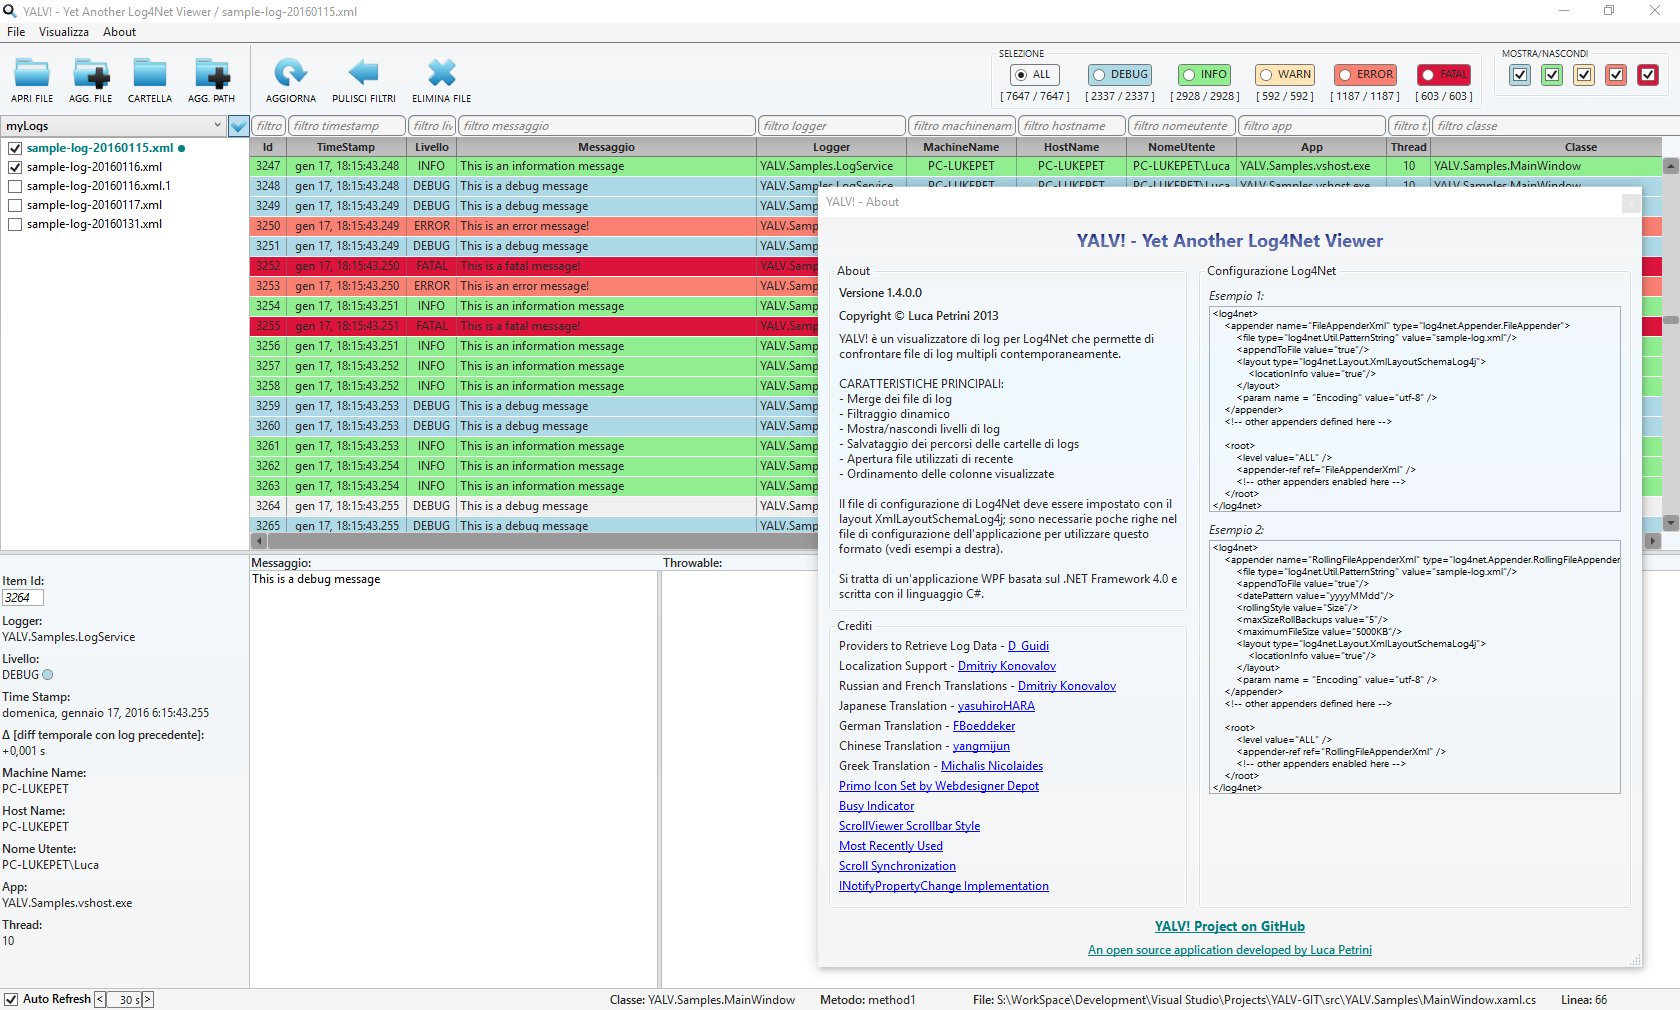 YALV! - Yet Another Log4Net Viewer / sample-log-20160115.xml
File Visualizza About
APRI FILE AGG. FILE CARTELLA AGG. PATH AGGIORNA PULISCI FILTRI ELIMINA FILE
SELEZIONE
ALL DEBUG INFO WARN ERROR FATAL
[ 7647 / 7647 ] [ 2337 / 2337 ] [ 2928 / 2928 ] [ 592 / 592 ] [ 1187 / 1187 ] [ 603 / 603 ]
MOSTRA/NASCONDI
myLogs
sample-log-20160115.xml
sample-log-20160116.xml
sample-log-20160116.xml.1
sample-log-20160117.xml
sample-log-20160131.xml
filtro filtro timestamp filtro liv filtro messaggio filtro logger filtro machinenam filtro hostname filtro nomeutente filtro app filtro t filtro classe
Id TimeStamp Livello Messaggio Logger MachineName HostName NomeUtente App Thread Classe
3247 gen 17, 18:15:43.248 INFO This is an information message YALV.Samples.LogService PC-LUKEPET PC-LUKEPET PC-LUKEPET\Luca YALV.Samples.vshost.exe 10 YALV.Samples.MainWindow
3248 gen 17, 18:15:43.248 DEBUG This is a debug message YALV.Samples.LogService PC-LUKEPET PC-LUKEPET PC-LUKEPET\Luca YALV.Samples.vshost.exe 10 YALV.Samples.MainWindow
3249 gen 17, 18:15:43.249 DEBUG This is a debug message YALV.Samp
3250 gen 17, 18:15:43.249 ERROR This is an error message! YALV.Samp
3251 gen 17, 18:15:43.249 DEBUG This is a debug message YALV.Samp
3252 gen 17, 18:15:43.250 FATAL This is a fatal message! YALV.Samp
3253 gen 17, 18:15:43.250 ERROR This is an error message! YALV.Samp
3254 gen 17, 18:15:43.251 INFO This is an information message YALV.Samp
3255 gen 17, 18:15:43.251 FATAL This is a fatal message! YALV.Samp
3256 gen 17, 18:15:43.251 INFO This is an information message YALV.Samp
3257 gen 17, 18:15:43.252 INFO This is an information message YALV.Samp
3258 gen 17, 18:15:43.252 INFO This is an information message YALV.Samp
3259 gen 17, 18:15:43.253 DEBUG This is a debug message YALV.Samp
3260 gen 17, 18:15:43.253 DEBUG This is a debug message YALV.Samp
3261 gen 17, 18:15:43.253 INFO This is an information message YALV.Samp
3262 gen 17, 18:15:43.254 INFO This is an information message YALV.Samp
3263 gen 17, 18:15:43.254 INFO This is an information message YALV.Samp
3264 gen 17, 18:15:43.255 DEBUG This is a debug message YALV.Samp
3265 gen 17, 18:15:43.255 DEBUG This is a debug message YALV.Samp
Item Id:
3264
Logger:
YALV.Samples.LogService
Livello:
DEBUG
Time Stamp:
domenica, gennaio 17, 2016 6:15:43.255
Δ [diff temporale con log precedente]:
+0,001 s
Machine Name:
PC-LUKEPET
Host Name:
PC-LUKEPET
Nome Utente:
PC-LUKEPET\Luca
App:
YALV.Samples.vshost.exe
Thread:
10
Messaggio:
This is a debug message
Throwable:
YALV! - About
YALV! - Yet Another Log4Net Viewer
About
Versione 1.4.0.0
Copyright © Luca Petrini 2013
YALV! è un visualizzatore di log per Log4Net che permette di
confrontare file di log multipli contemporaneamente.
CARATTERISTICHE PRINCIPALI:
- Merge dei file di log
- Filtraggio dinamico
- Mostra/nascondi livelli di log
- Salvataggio dei percorsi delle cartelle di logs
- Apertura file utilizzati di recente
- Ordinamento delle colonne visualizzate
Il file di configurazione di Log4Net deve essere impostato con il
layout XmlLayoutSchemaLog4j; sono necessarie poche righe nel
file di configurazione dell'applicazione per utilizzare questo
formato (vedi esempi a destra).
Si tratta di un'applicazione WPF basata sul .NET Framework 4.0 e
scritta con il linguaggio C#.
Crediti
Providers to Retrieve Log Data - D_Guidi
Localization Support - Dmitriy Konovalov
Russian and French Translations - Dmitriy Konovalov
Japanese Translation - yasuhiroHARA
German Translation - FBoeddeker
Chinese Translation - yangmijun
Greek Translation - Michalis Nicolaides
Primo Icon Set by Webdesigner Depot
Busy Indicator
ScrollViewer Scrollbar Style
Most Recently Used
Scroll Synchronization
INotifyPropertyChange Implementation
Configurazione Log4Net
Esempio 1:
<log4net>
<appender name="FileAppenderXml" type="log4net.Appender.FileAppender">
<file type="log4net.Util.PatternString" value="sample-log.xml"/>
<appendToFile value="true"/>
<layout type="log4net.Layout.XmlLayoutSchemaLog4j">
<locationInfo value="true"/>
</layout>
<param name = "Encoding" value="utf-8" />
</appender>
<!-- other appenders defined here -->
<root>
<level value="ALL" />
<appender-ref ref="FileAppenderXml" />
<!-- other appenders enabled here -->
</root>
</log4net>
Esempio 2:
<log4net>
<appender name="RollingFileAppenderXml" type="log4net.Appender.RollingFileAppender
<file type="log4net.Util.PatternString" value="sample-log.xml"/>
<appendToFile value="true"/>
<datePattern value="yyyyMMdd"/>
<rollingStyle value="Size"/>
<maxSizeRollBackups value="5"/>
<maximumFileSize value="5000KB"/>
<layout type="log4net.Layout.XmlLayoutSchemaLog4j">
<locationInfo value="true"/>
</layout>
<param name = "Encoding" value="utf-8" />
</appender>
<!-- other appenders defined here -->
<root>
<level value="ALL" />
<appender-ref ref="RollingFileAppenderXml" />
<!-- other appenders enabled here -->
</root>
</log4net>
YALV! Project on GitHub
An open source application developed by Luca Petrini
Auto Refresh < 30 s >
Classe: YALV.Samples.MainWindow Metodo: method1 File: S:\WorkSpace\Development\Visual Studio\Projects\YALV-GIT\src\YALV.Samples\MainWindow.xaml.cs Linea: 66